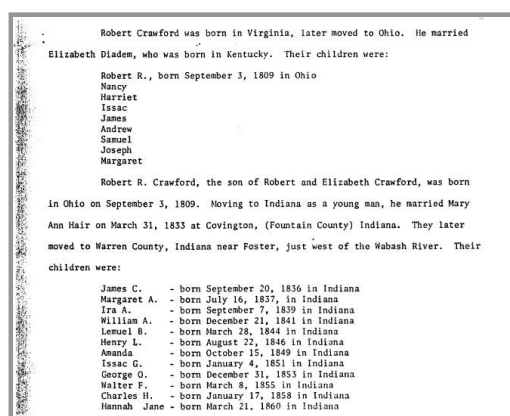 Robert Crawford was born in Virginia, later moved to Ohio. He married
Elizabeth Diadem, who was born in Kentucky. Their children were:
Robert R., born September 3, 1809 in Ohio
Nancy
Harriet
Issac
James
Andrew
Samuel
Joseph
Margaret
Robert R. Crawford, the son of Robert and Elizabeth Crawford, was born
in Ohio on September 3, 1809. Moving to Indiana as a young man, he married Mary
Ann Hair on March 31, 1833 at Covington, (Fountain County) Indiana. They later
moved to Warren County, Indiana near Foster, just west of the Wabash River. Their
children were:
James C. - born September 20, 1836 in Indiana
Margaret A. - born July 16, 1837, in Indiana
Ira A. - born September 7, 1839 in Indiana
William A. - born December 21, 1841 in Indiana
Lemuel B. - born March 28, 1844 in Indiana
Henry L. - born August 22, 1846 in Indiana
Amanda - born October 15, 1849 in Indiana
Issac G. - born January 4, 1851 in Indiana
George O. - born December 31, 1853 in Indiana
Walter F. - born March 8, 1855 in Indiana
Charles H. - born January 17, 1858 in Indiana
Hannah Jane - born March 21, 1860 in Indiana